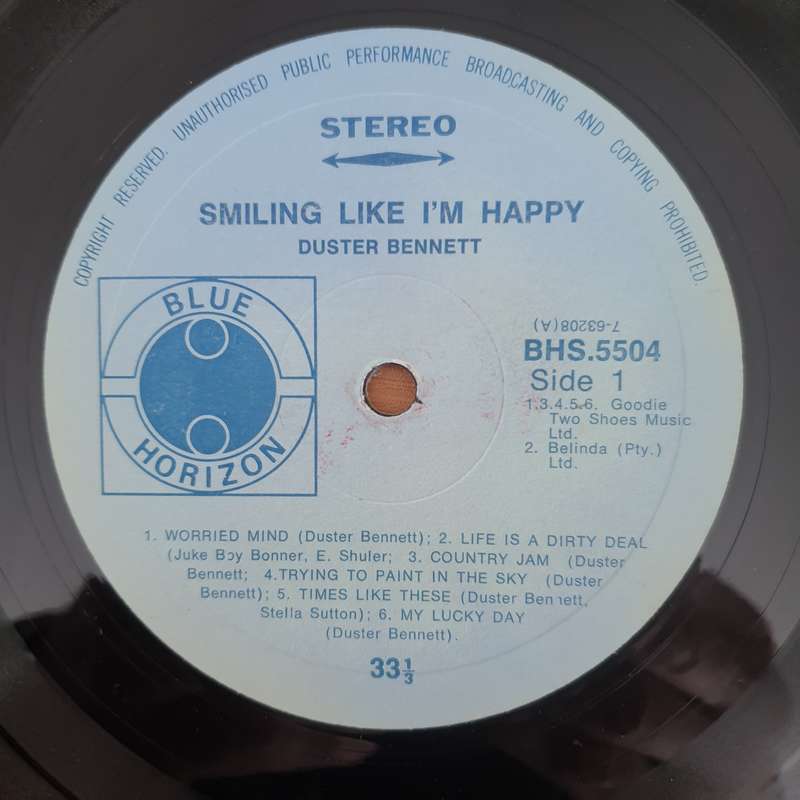 COPYRIGHT RESERVED. UNAUTHORISED PUBLIC PERFORMANCE BROADCASTING AND COPYING PROHIBITED.
STEREO
SMILING LIKE I'M HAPPY
DUSTER BENNETT
BLUE
HORIZON
7-63208(A)
BHS.5504
Side 1
1.3.4.5.6. Goodie
Two Shoes Music
Ltd.
2. Belinda (Pty.)
Ltd.
1. WORRIED MIND (Duster Bennett); 2. LIFE IS A DIRTY DEAL
(Juke Boy Bonner, E. Shuler; 3. COUNTRY JAM (Duster
Bennett; 4.TRYING TO PAINT IN THE SKY (Duster
Bennett); 5. TIMES LIKE THESE (Duster Bennett,
Stella Sutton); 6. MY LUCKY DAY
(Duster Bennett).
33⅓